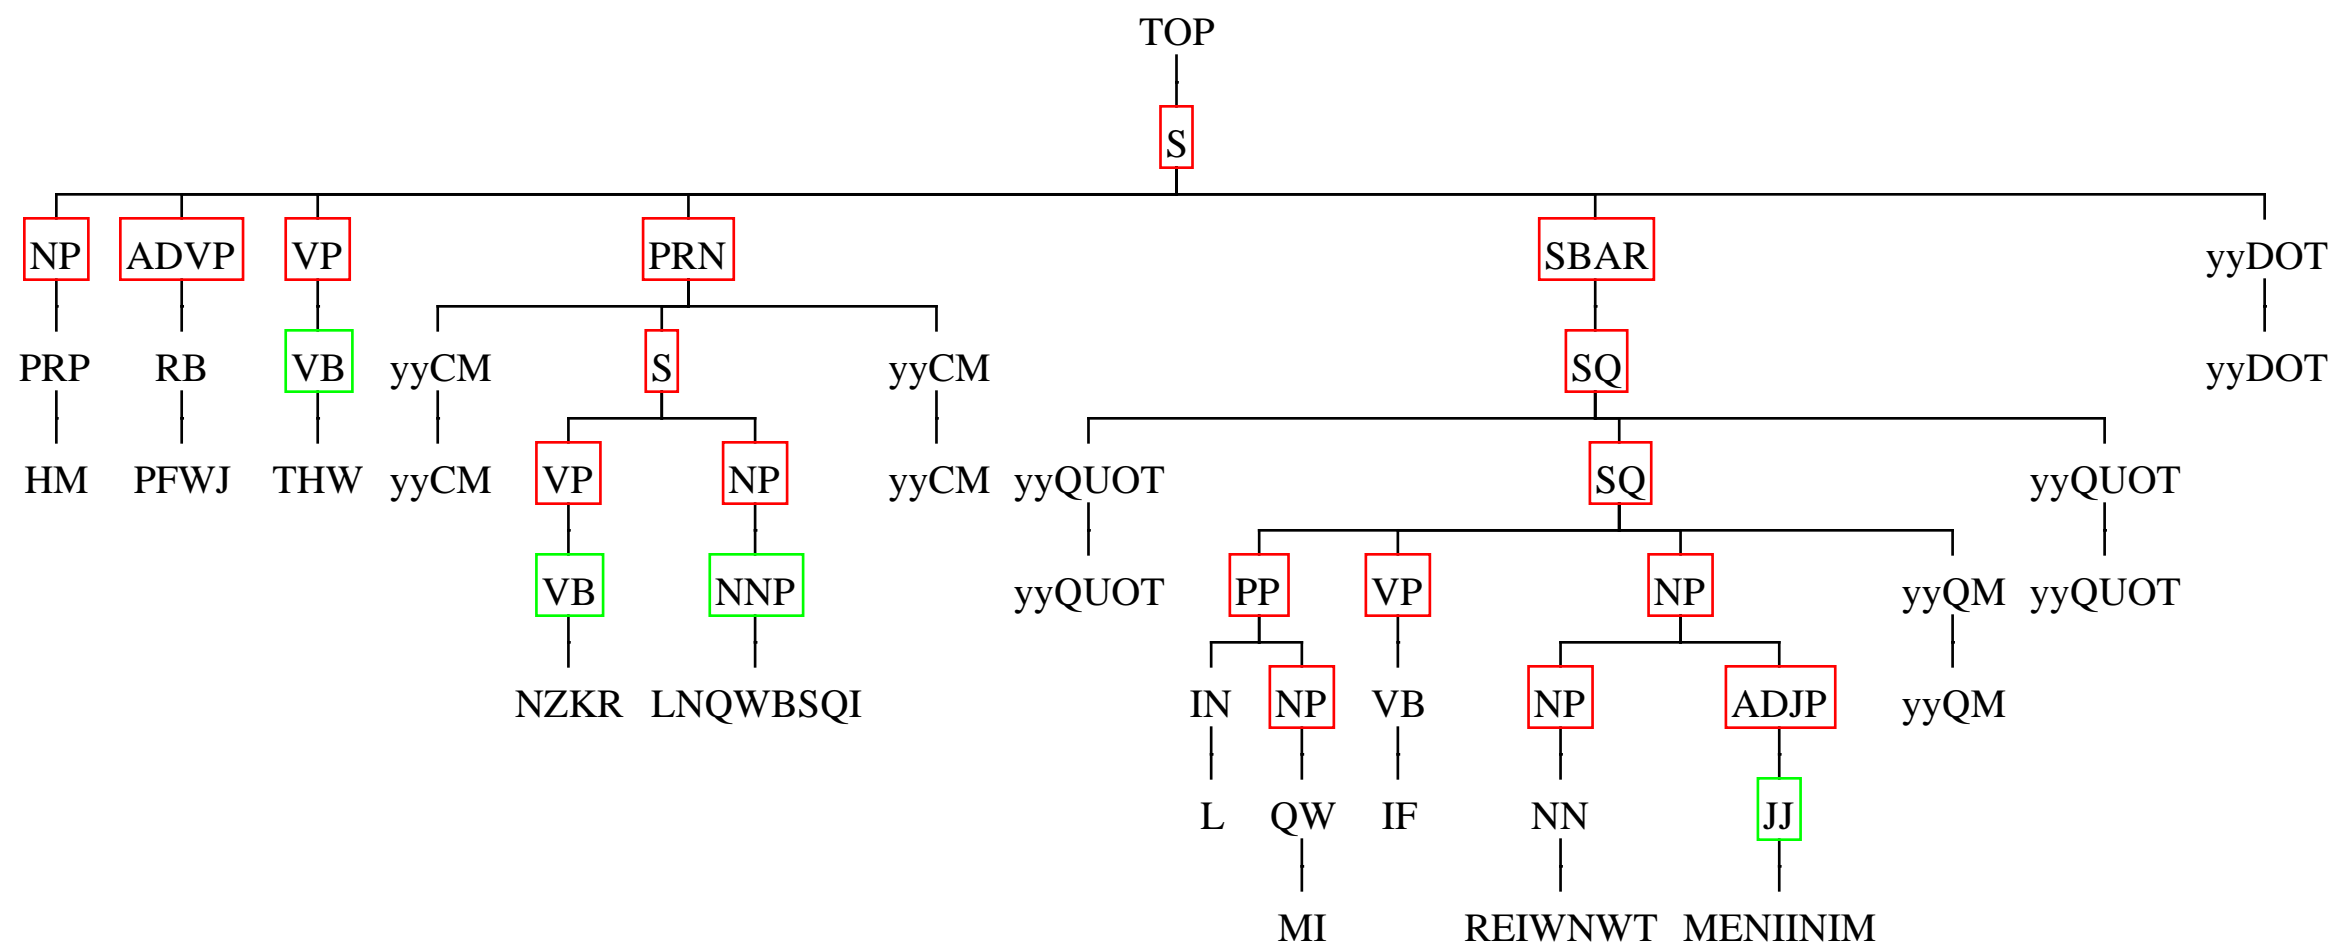 TOP
S
NP ADVP VP PRN SBAR yyDOT
PRP RB VB yyCM S yyCM SQ yyDOT
HM PFWJ THW yyCM VP NP yyCM yyQUOT SQ yyQUOT
VB NNP yyQUOT PP VP NP yyQM yyQUOT
NZKR LNQWBSQI IN NP VB NP ADJP yyQM
L QW IF NN JJ
MI REIWNWT MENIINIM